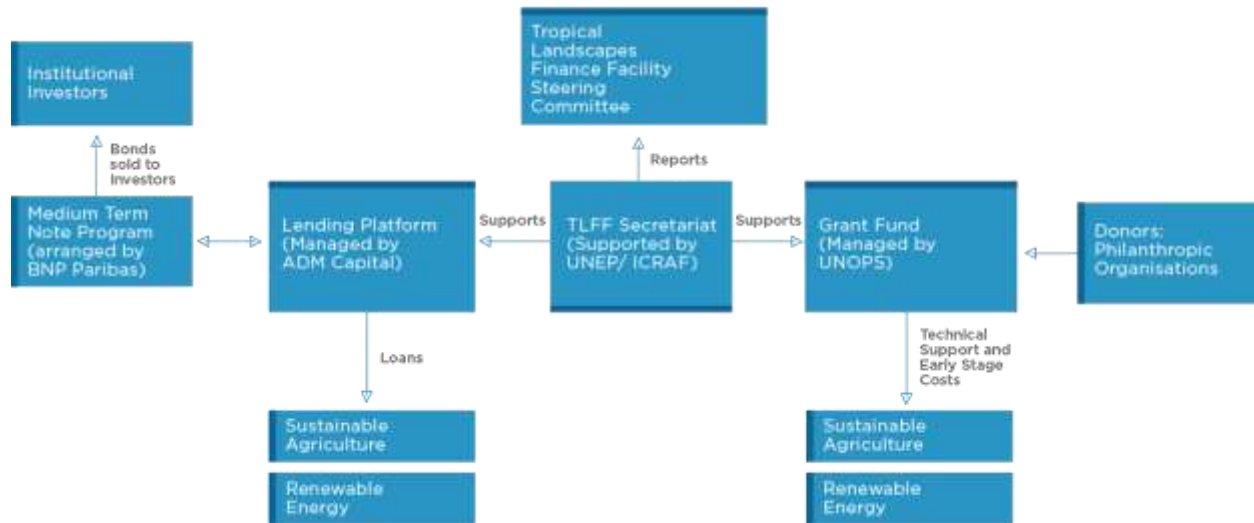 Tropical
Landscapes
Finance Facility
Steering
Committee
Institutional
Investors
Bonds
sold to
Investors
Reports
Medium Term
Note Program
(arranged by
BNP Paribas)
Lending Platform
(Managed by
ADM Capital)
Supports
TLFF Secretariat
(Supported by
UNEP/ ICRAF)
Supports
Grant Fund
(Managed by
UNOPS)
Donors:
Philanthropic
Organisations
Loans
Technical
Support and
Early Stage
Costs
Sustainable
Agriculture
Renewable
Energy
Sustainable
Agriculture
Renewable
Energy